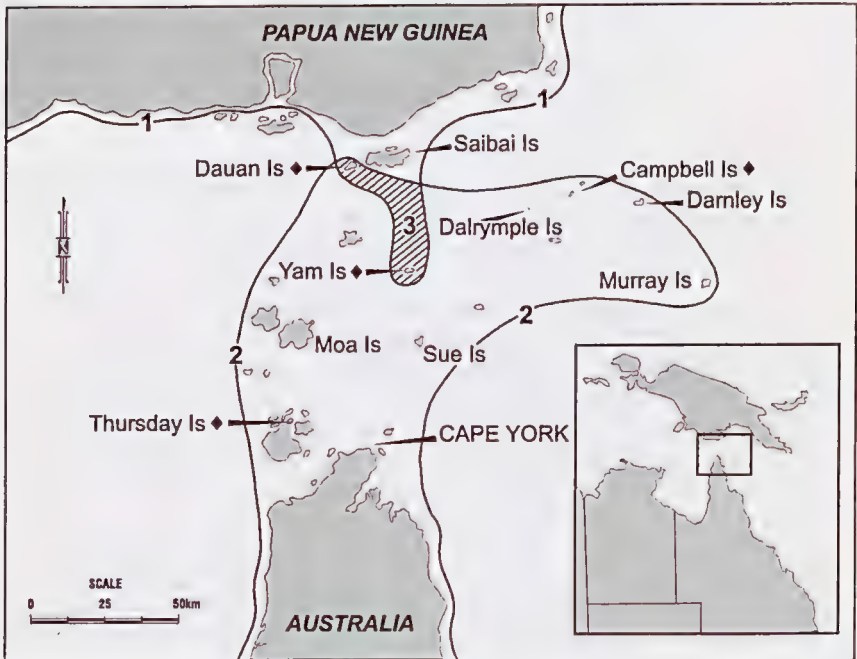 PAPUA NEW GUINEA
1
1
Saibai Is
Dauan Is ♦
Campbell Is ♦
Darnley Is
Dalrymple Is
3
N
Yam Is ♦
Murray Is
2
2
Moa Is
Sue Is
Thursday Is ♦
CAPE YORK
SCALE
0 25 50km
AUSTRALIA